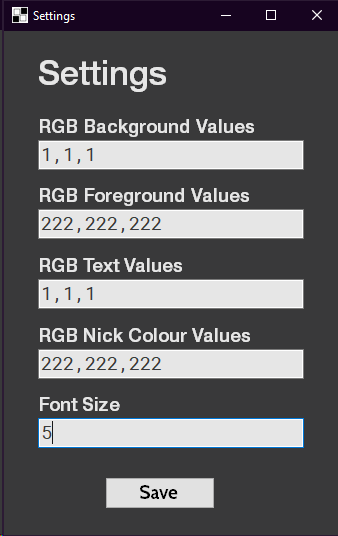 Settings
Settings
RGB Background Values
1,1,1
RGB Foreground Values
222,222,222
RGB Text Values
1,1,1
RGB Nick Colour Values
222,222,222
Font Size
5
Save